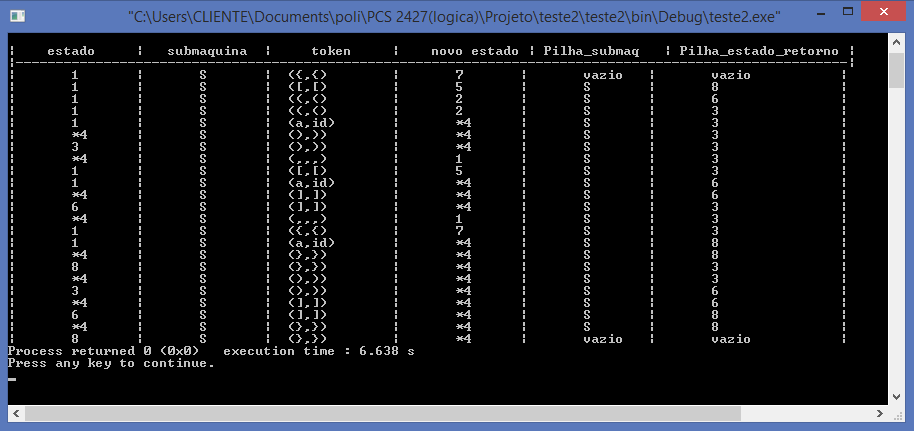 "C:\Users\CLIENTE\Documents\poli\PCS 2427(logica)\Projeto\teste2\teste2\bin\Debug\teste2.exe"
¦ estado ¦ submaquina ¦ token ¦ novo estado ¦ Pilha_submaq ¦ Pilha_estado_retorno ¦
¦ 1 ¦ S ¦ ({,{) ¦ 7 ¦ vazio ¦ vazio ¦
¦ 1 ¦ S ¦ ([,[) ¦ 5 ¦ S ¦ 8 ¦
¦ 1 ¦ S ¦ ((,() ¦ 2 ¦ S ¦ 6 ¦
¦ 1 ¦ S ¦ ((,() ¦ 2 ¦ S ¦ 3 ¦
¦ 1 ¦ S ¦ (a,id) ¦ *4 ¦ S ¦ 3 ¦
¦ *4 ¦ S ¦ (),)) ¦ *4 ¦ S ¦ 3 ¦
¦ 3 ¦ S ¦ (),)) ¦ *4 ¦ S ¦ 3 ¦
¦ *4 ¦ S ¦ (,,,) ¦ 1 ¦ S ¦ 3 ¦
¦ 1 ¦ S ¦ ([,[) ¦ 5 ¦ S ¦ 3 ¦
¦ 1 ¦ S ¦ (a,id) ¦ *4 ¦ S ¦ 6 ¦
¦ *4 ¦ S ¦ (],]) ¦ *4 ¦ S ¦ 6 ¦
¦ 6 ¦ S ¦ (],]) ¦ *4 ¦ S ¦ 3 ¦
¦ *4 ¦ S ¦ (,,,) ¦ 1 ¦ S ¦ 3 ¦
¦ 1 ¦ S ¦ ({,{) ¦ 7 ¦ S ¦ 3 ¦
¦ 1 ¦ S ¦ (a,id) ¦ *4 ¦ S ¦ 8 ¦
¦ *4 ¦ S ¦ (},}) ¦ *4 ¦ S ¦ 8 ¦
¦ 8 ¦ S ¦ (},}) ¦ *4 ¦ S ¦ 3 ¦
¦ *4 ¦ S ¦ (),)) ¦ *4 ¦ S ¦ 3 ¦
¦ 3 ¦ S ¦ (),)) ¦ *4 ¦ S ¦ 6 ¦
¦ *4 ¦ S ¦ (],]) ¦ *4 ¦ S ¦ 6 ¦
¦ 6 ¦ S ¦ (],]) ¦ *4 ¦ S ¦ 8 ¦
¦ *4 ¦ S ¦ (},}) ¦ *4 ¦ S ¦ 8 ¦
¦ 8 ¦ S ¦ (},}) ¦ *4 ¦ vazio ¦ vazio ¦
Process returned 0 (0x0)   execution time : 6.638 s
Press any key to continue.